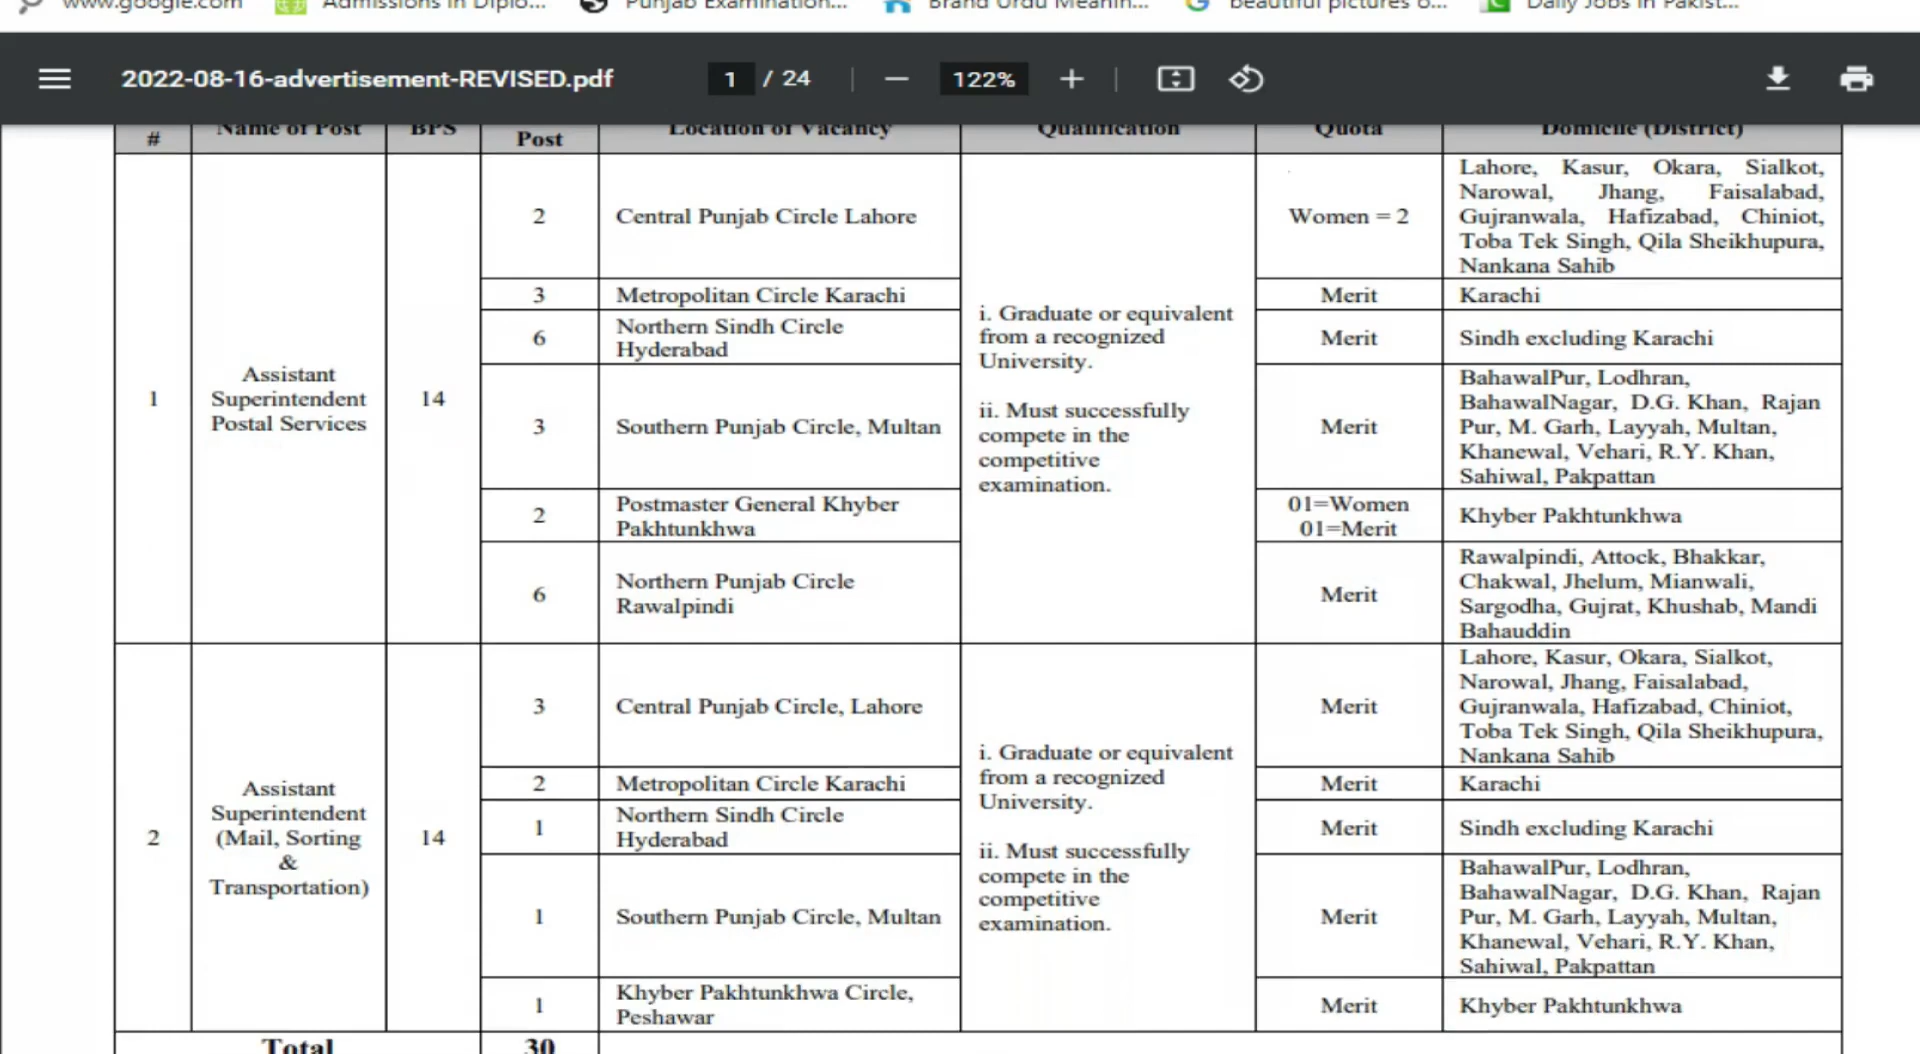 www.google.com Admissions in Diplo... Punjab Examination... Brand Urdu Meanin... beautiful pictures o... Daily Jobs in Pakist...
2022-08-16-advertisement-REVISED.pdf 1 / 24 122%
# Name of Post BPS Post Location of Vacancy Qualification Quota Domicile (District)
1
Assistant
Superintendent
Postal Services
14
2
Central Punjab Circle Lahore
i. Graduate or equivalent
from a recognized
University.
ii. Must successfully
compete in the
competitive
examination.
Women = 2
Lahore, Kasur, Okara, Sialkot,
Narowal, Jhang, Faisalabad,
Gujranwala, Hafizabad, Chiniot,
Toba Tek Singh, Qila Sheikhupura,
Nankana Sahib
3
Metropolitan Circle Karachi
Merit
Karachi
6
Northern Sindh Circle
Hyderabad
Merit
Sindh excluding Karachi
3
Southern Punjab Circle, Multan
Merit
BahawalPur, Lodhran,
BahawalNagar, D.G. Khan, Rajan
Pur, M. Garh, Layyah, Multan,
Khanewal, Vehari, R.Y. Khan,
Sahiwal, Pakpattan
2
Postmaster General Khyber
Pakhtunkhwa
01=Women
01=Merit
Khyber Pakhtunkhwa
6
Northern Punjab Circle
Rawalpindi
Merit
Rawalpindi, Attock, Bhakkar,
Chakwal, Jhelum, Mianwali,
Sargodha, Gujrat, Khushab, Mandi
Bahauddin
2
Assistant
Superintendent
(Mail, Sorting
&
Transportation)
14
3
Central Punjab Circle, Lahore
i. Graduate or equivalent
from a recognized
University.
ii. Must successfully
compete in the
competitive
examination.
Merit
Lahore, Kasur, Okara, Sialkot,
Narowal, Jhang, Faisalabad,
Gujranwala, Hafizabad, Chiniot,
Toba Tek Singh, Qila Sheikhupura,
Nankana Sahib
2
Metropolitan Circle Karachi
Merit
Karachi
1
Northern Sindh Circle
Hyderabad
Merit
Sindh excluding Karachi
1
Southern Punjab Circle, Multan
Merit
BahawalPur, Lodhran,
BahawalNagar, D.G. Khan, Rajan
Pur, M. Garh, Layyah, Multan,
Khanewal, Vehari, R.Y. Khan,
Sahiwal, Pakpattan
1
Khyber Pakhtunkhwa Circle,
Peshawar
Merit
Khyber Pakhtunkhwa
Total 30